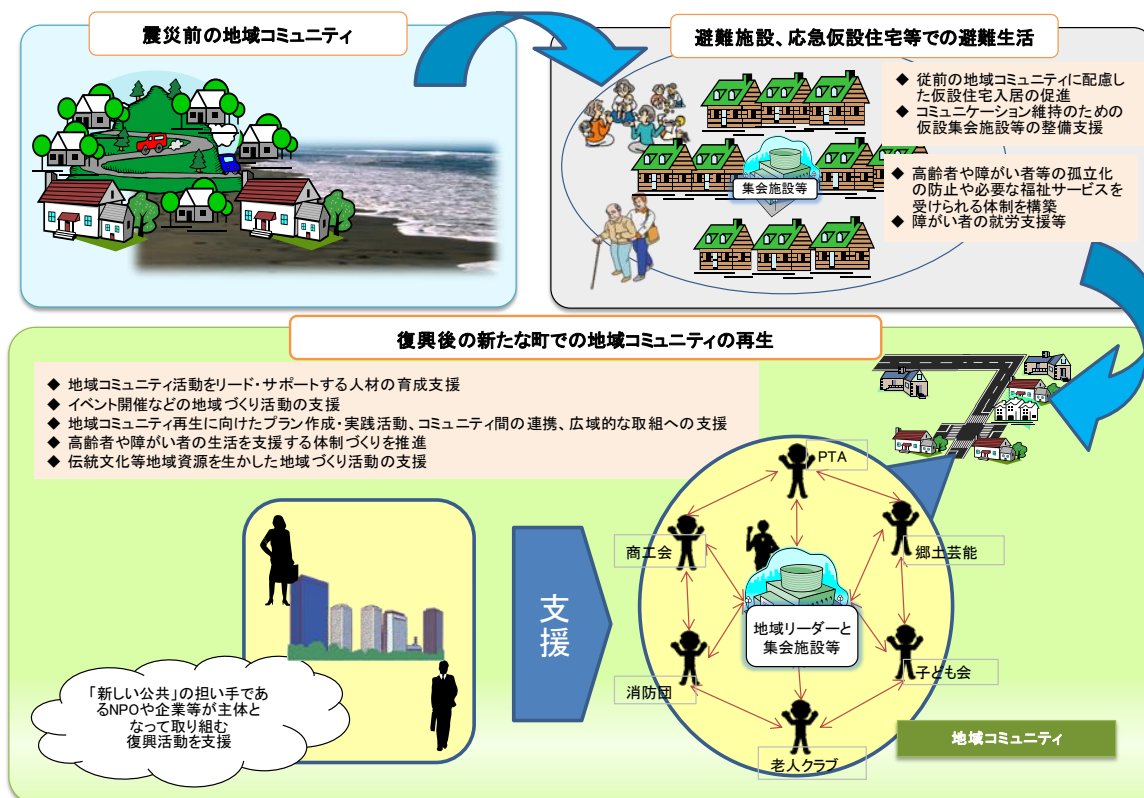 震災前の地域コミュニティ
避難施設、応急仮設住宅等での避難生活
◆ 従前の地域コミュニティに配慮し
た仮設住宅入居の促進
◆ コミュニケーション維持のための
仮設集会施設等の整備支援
集会施設等
◆ 高齢者や障がい者等の孤立化
の防止や必要な福祉サービスを
受けられる体制を構築
◆ 障がい者の就労支援等
復興後の新たな町での地域コミュニティの再生
◆ 地域コミュニティ活動をリード・サポートする人材の育成支援
◆ イベント開催などの地域づくり活動の支援
◆ 地域コミュニティ再生に向けたプラン作成・実践活動、コミュニティ間の連携、広域的な取組への支援
◆ 高齢者や障がい者の生活を支援する体制づくりを推進
◆ 伝統文化等地域資源を生かした地域づくり活動の支援
「新しい公共」の担い手であ
るNPOや企業等が主体と
なって取り組む
復興活動を支援
支援
PTA
商工会
郷土芸能
地域リーダーと
集会施設等
消防団
子ども会
老人クラブ
地域コミュニティ